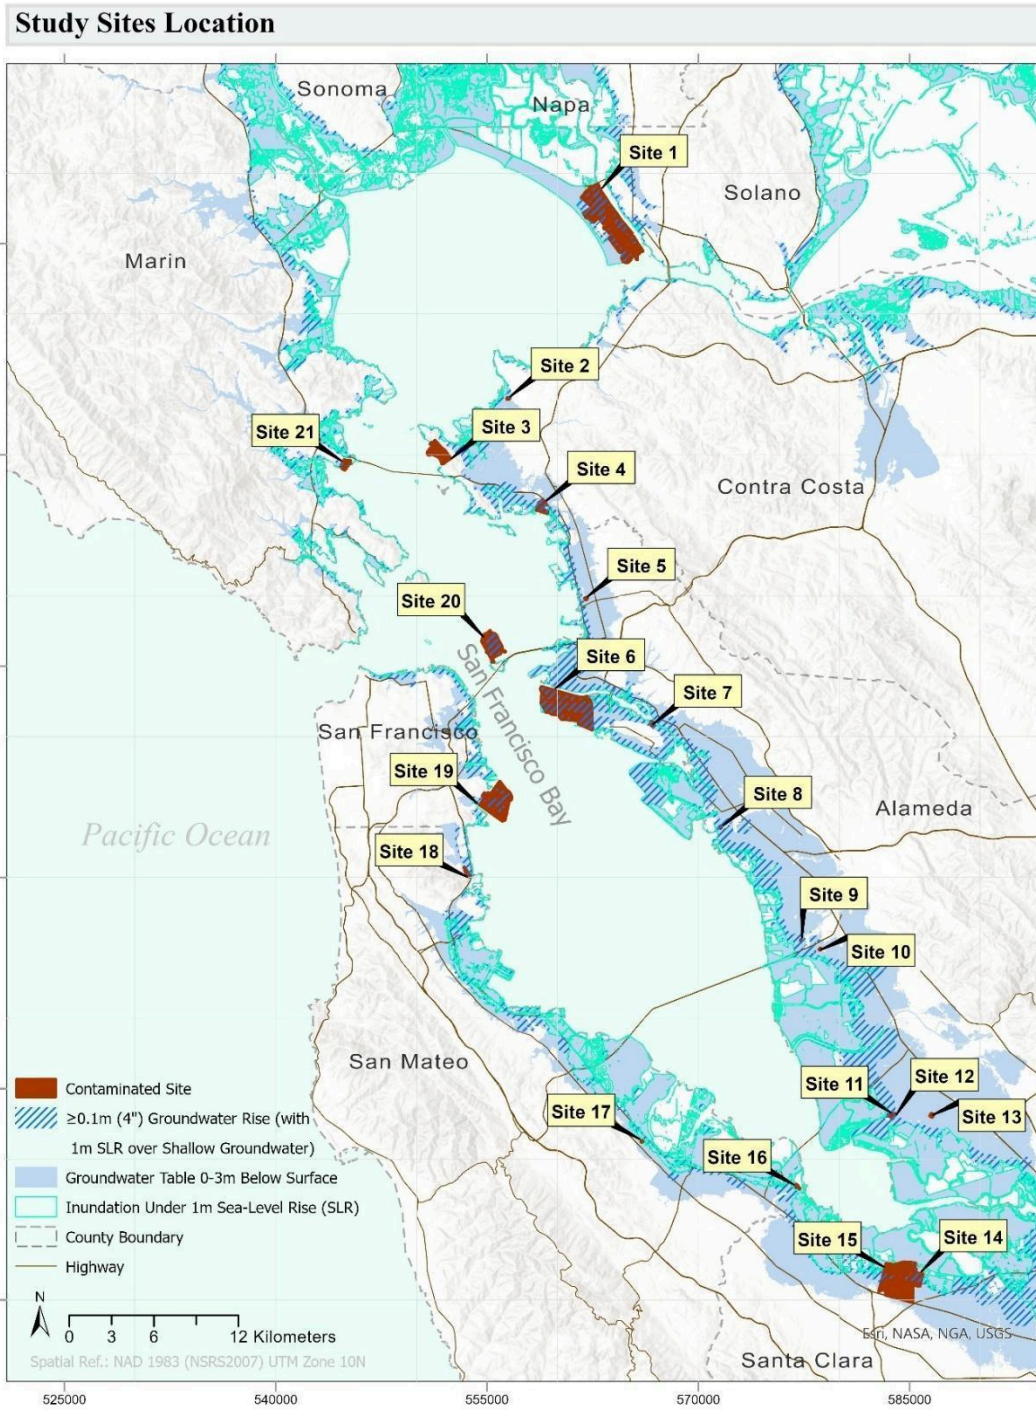 Study Sites Location
Sonoma
Napa
Site 1
Solano
Marin
Site 2
Site 3
Site 21
Site 4
Contra Costa
Site 5
Site 20
Site 6
San Francisco Bay
Site 7
San Francisco
Site 19
Site 8
Alameda
Pacific Ocean
Site 18
Site 9
Site 10
San Mateo
Site 12
Site 11
Site 13
Site 17
Site 16
Site 15
Site 14
Santa Clara
Contaminated Site
≥0.1m (4") Groundwater Rise (with
1m SLR over Shallow Groundwater)
Groundwater Table 0-3m Below Surface
Inundation Under 1m Sea-Level Rise (SLR)
County Boundary
Highway
N
0 3 6 12 Kilometers
Spatial Ref.: NAD 1983 (NSRS2007) UTM Zone 10N
Esri, NASA, NGA, USGS
525000 540000 555000 570000 585000